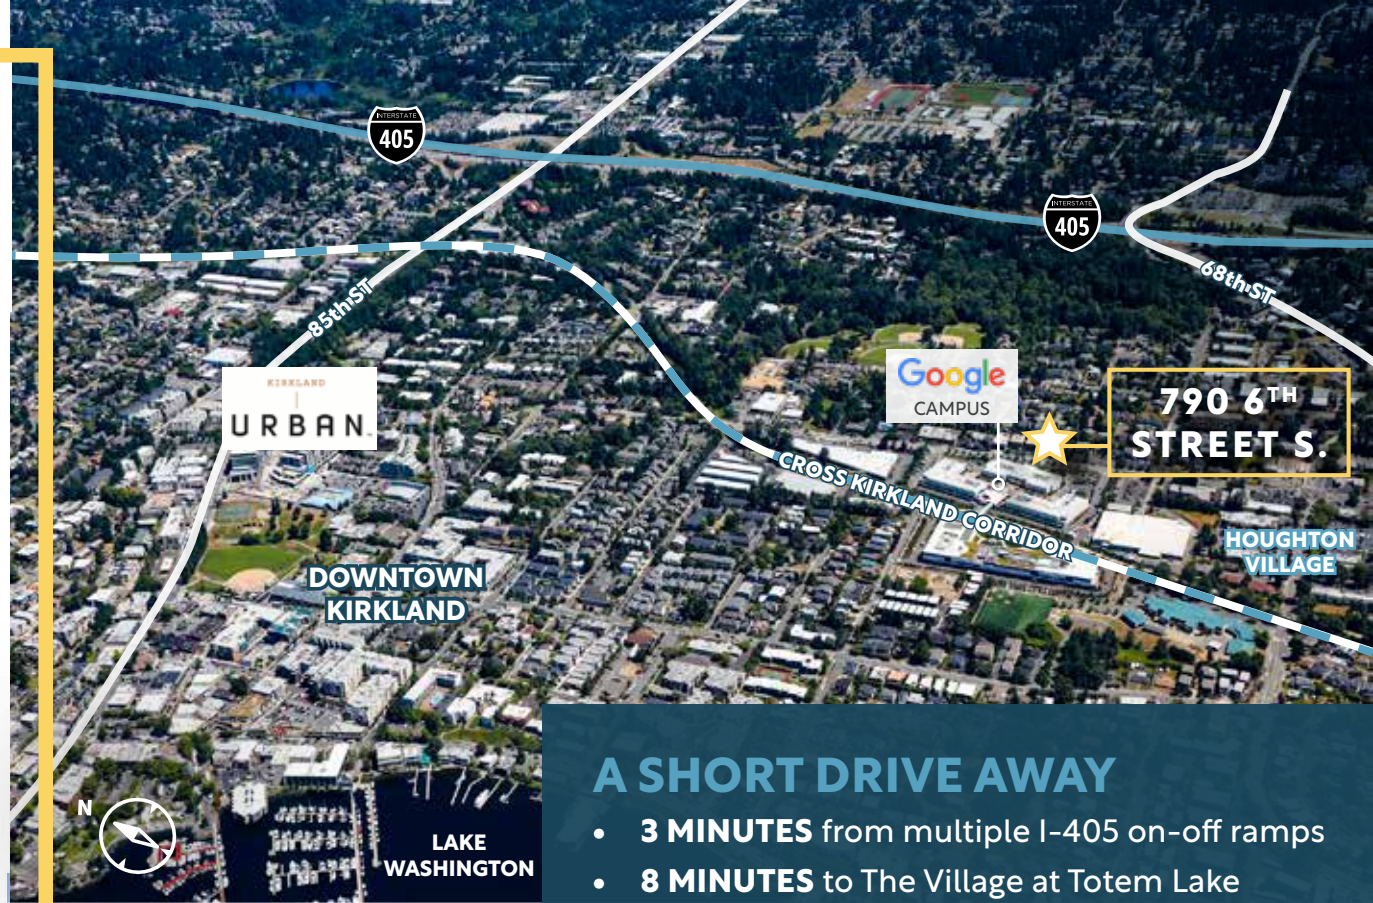 INTERSTATE
405
INTERSTATE
405
68th ST
85th ST
KIRKLAND
URBAN
Google
CAMPUS
790 6TH
STREET S.
CROSS KIRKLAND CORRIDOR
HOUGHTON
VILLAGE
DOWNTOWN
KIRKLAND
N
LAKE
WASHINGTON
A SHORT DRIVE AWAY
• 3 MINUTES from multiple I-405 on-off ramps
• 8 MINUTES to The Village at Totem Lake